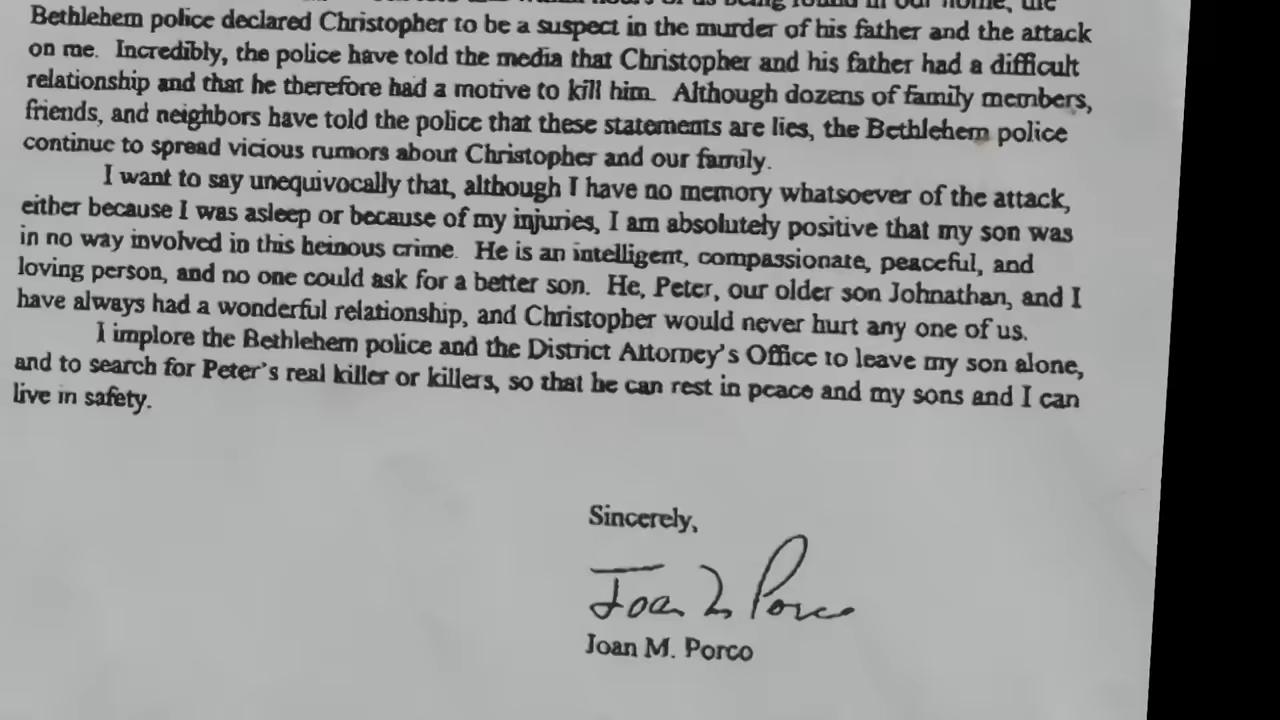 being found in our home, the
Bethlehem police declared Christopher to be a suspect in the murder of his father and the attack
on me. Incredibly, the police have told the media that Christopher and his father had a difficult
relationship and that he therefore had a motive to kill him. Although dozens of family members,
friends, and neighbors have told the police that these statements are lies, the Bethlehem police
continue to spread vicious rumors about Christopher and our family.
I want to say unequivocally that, although I have no memory whatsoever of the attack,
either because I was asleep or because of my injuries, I am absolutely positive that my son was
in no way involved in this heinous crime. He is an intelligent, compassionate, peaceful, and
loving person, and no one could ask for a better son. He, Peter, our older son Johnathan, and I
have always had a wonderful relationship, and Christopher would never hurt any one of us.
I implore the Bethlehem police and the District Attorney's Office to leave my son alone,
and to search for Peter's real killer or killers, so that he can rest in peace and my sons and I can
live in safety.
Sincerely,
Joan M Porco
Joan M. Porco